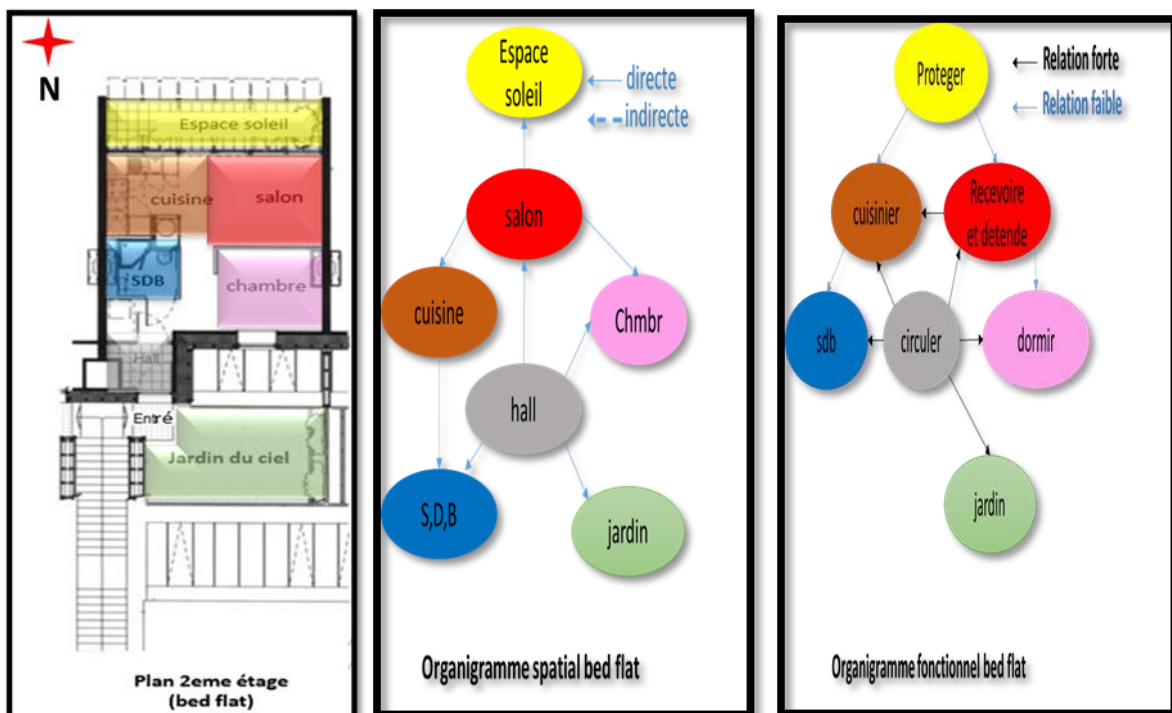 N
Espace soleil
cuisine
salon
SDB
chambre
Hall
Entré
Jardin du ciel
Plan 2eme étage
(bed flat)
Espace
soleil
directe
indirecte
salon
cuisine
Chmbr
hall
S,D,B
jardin
Organigramme spatial bed flat
Proteger
Relation forte
Relation faible
cuisinier
Recevoire
et detende
sdb
circuler
dormir
jardin
Organigramme fonctionnel bed flat